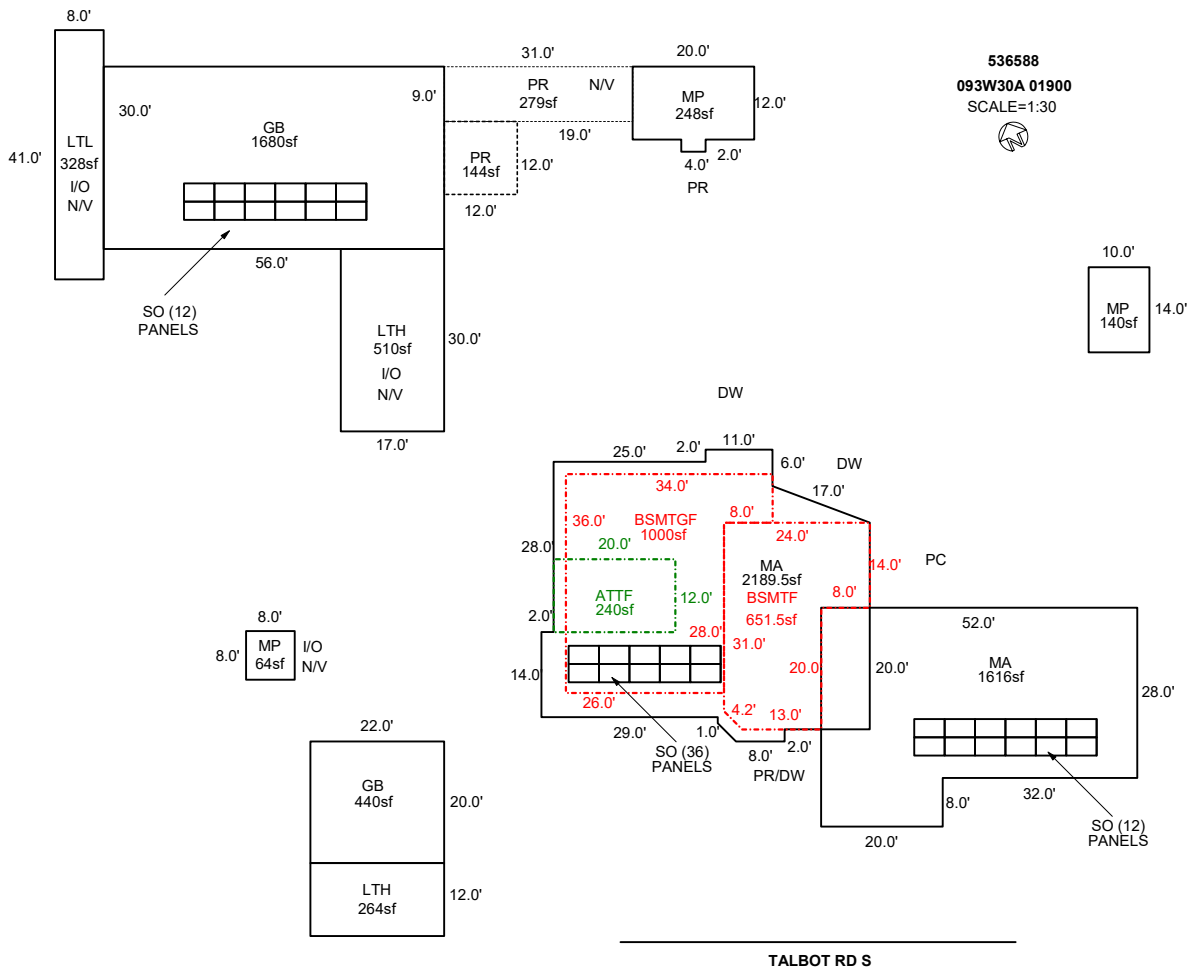 8.0'
31.0'
20.0'
536588
093W30A 01900
SCALE=1:30
N
30.0'
9.0'
PR
279sf
N/V
MP
248sf
12.0'
GB
1680sf
19.0'
LTL
328sf
I/O
N/V
41.0'
PR
144sf
12.0'
4.0'
2.0'
PR
12.0'
56.0'
SO (12)
PANELS
10.0'
MP
140sf
14.0'
LTH
510sf
I/O
N/V
30.0'
17.0'
DW
25.0'
2.0'
11.0'
6.0'
DW
17.0'
34.0'
36.0'
BSMTGF
1000sf
8.0'
24.0'
28.0'
20.0'
MA
2189.5sf
BSMTF
651.5sf
14.0'
PC
ATTF
240sf
12.0'
8.0'
2.0'
28.0'
31.0'
52.0'
8.0'
8.0'
MP
64sf
I/O
N/V
14.0'
20.0'
20.0'
MA
1616sf
28.0'
26.0'
4.2'
13.0'
29.0'
1.0'
8.0'
2.0'
SO (36)
PANELS
PR/DW
22.0'
GB
440sf
20.0'
32.0'
8.0'
20.0'
SO (12)
PANELS
LTH
264sf
12.0'
TALBOT RD S